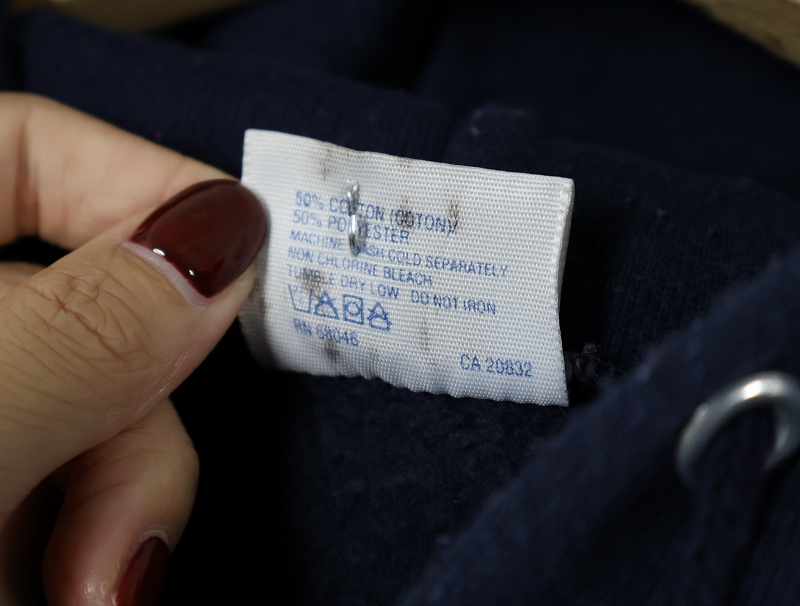 50% COTTON (COTON)
50% POLYESTER
MACHINE WASH COLD SEPARATELY
NON CHLORINE BLEACH
TUMBLE DRY LOW DO NOT IRON
RN 68046
CA 20832